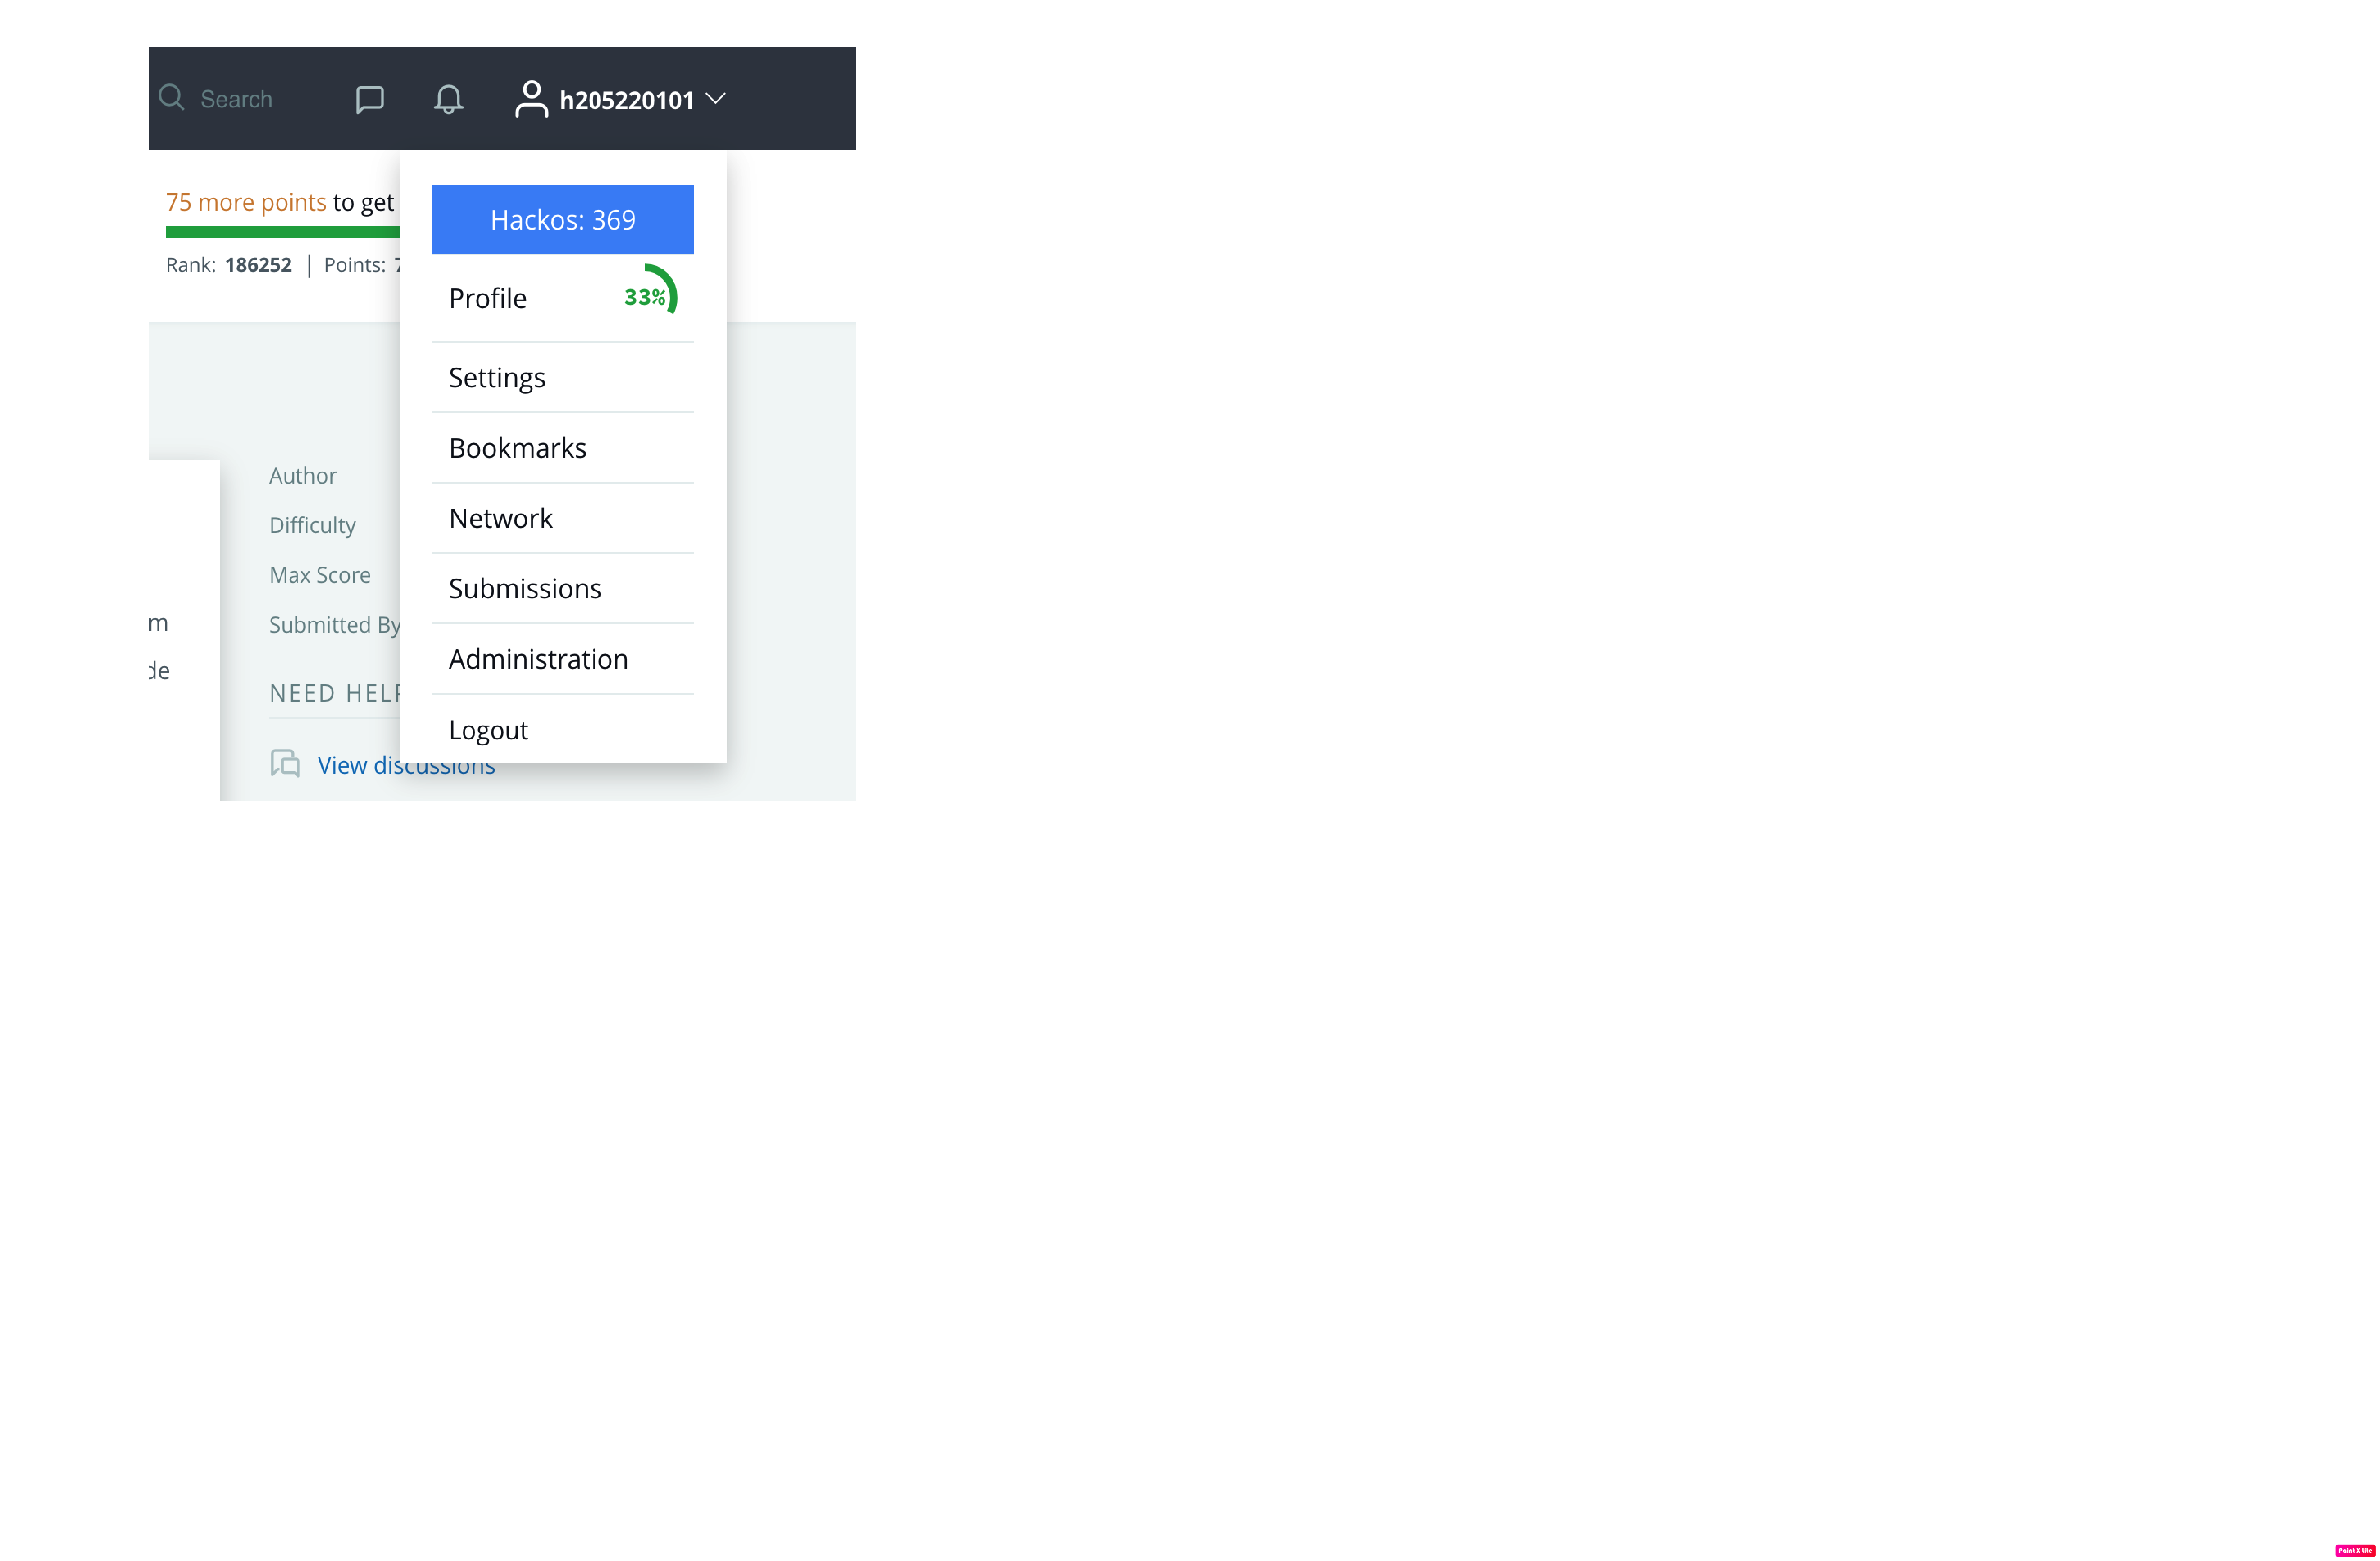 Search
h205220101
75 more points to get
Rank: 186252 | Points:
Hackos: 369
Profile 33%
Settings
Bookmarks
Network
Submissions
Administration
Logout
Author
Difficulty
Max Score
Submitted By
m
de
NEED HELP
View discussions
Paint X Lite